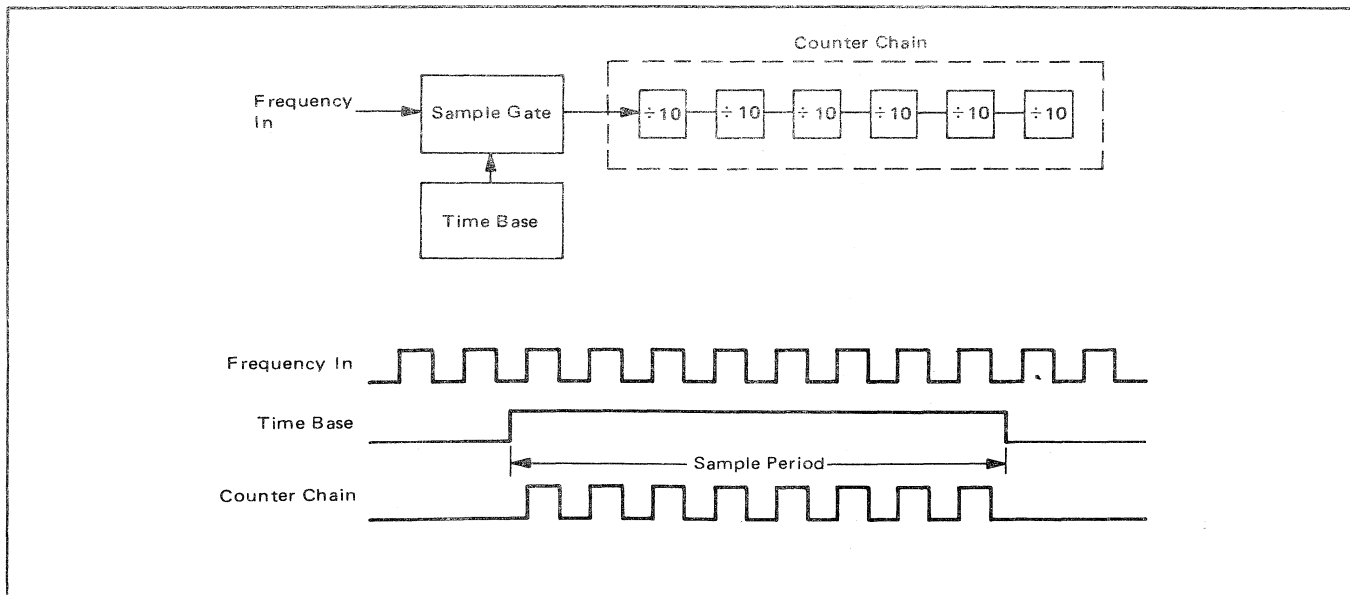 Counter Chain
Frequency
In
Sample Gate
÷10 ÷10 ÷10 ÷10 ÷10 ÷10
Time Base
Frequency In
Time Base
Sample Period
Counter Chain